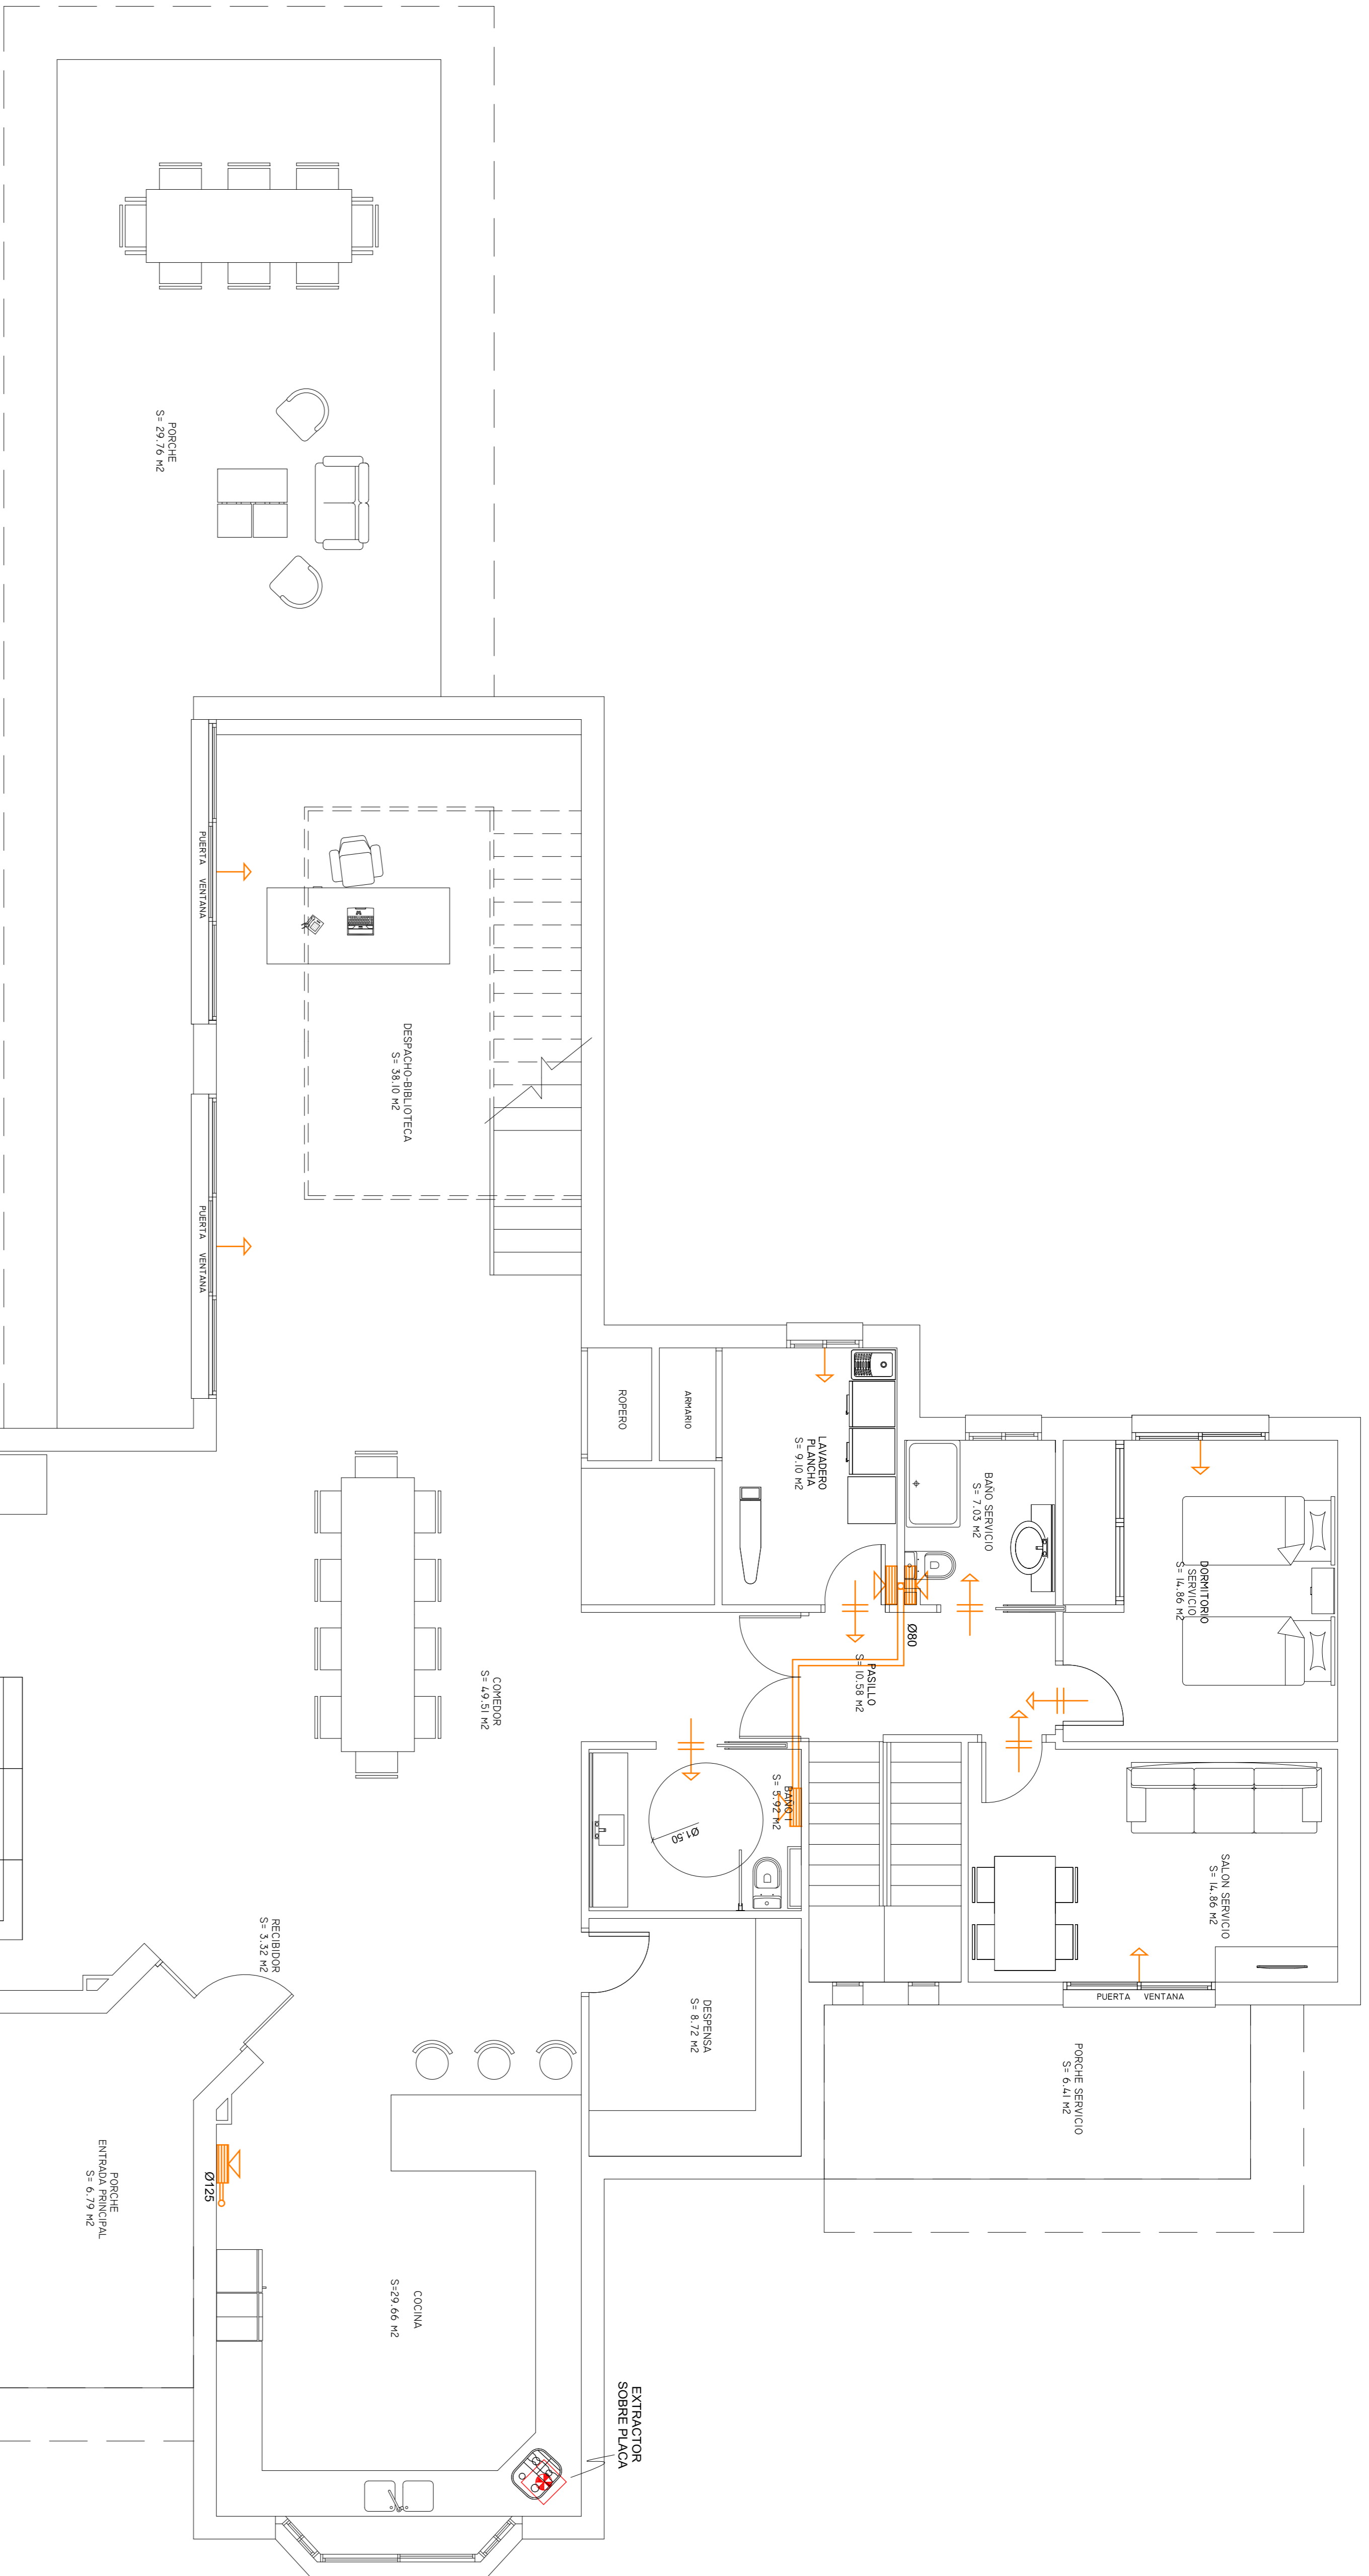 PORCHE
S= 29.76 M2
PUERTA VENTANA
DESPACHO-BIBLIOTECA
S= 38.10 M2
PUERTA VENTANA
ROPERO
ARMARIO
LAVADERO
PLANCHA
S= 9.10 M2
BAÑO SERVICIO
S= 7.03 M2
DORMITORIO
SERVICIO
S= 14.86 M2
Ø80
PASILLO
S= 10.58 M2
COMEDOR
S= 49.51 M2
BAÑO 1
S= 5.92 M2
Ø1.50
SALON SERVICIO
S= 14.86 M2
PUERTA VENTANA
RECIBIDOR
S= 3.32 M2
DESPENSA
S= 8.72 M2
PORCHE SERVICIO
S= 6.41 M2
PORCHE
ENTRADA PRINCIPAL
S= 6.79 M2
Ø125
COCINA
S=29.66 M2
EXTRACTOR
SOBRE PLACA